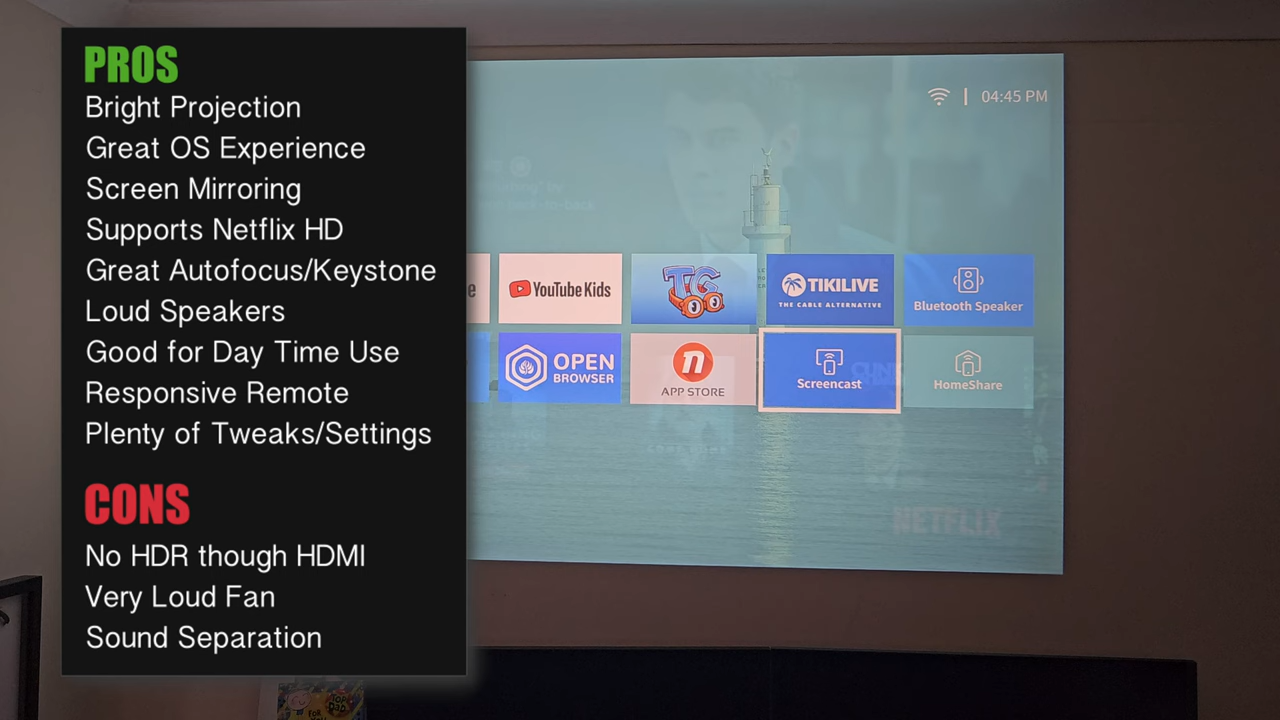 PROS
Bright Projection
Great OS Experience
Screen Mirroring
Supports Netflix HD
Great Autofocus/Keystone
Loud Speakers
Good for Day Time Use
Responsive Remote
Plenty of Tweaks/Settings
CONS
No HDR though HDMI
Very Loud Fan
Sound Separation
04:45 PM
e
YouTube Kids
TG
TIKILIVE
THE CABLE ALTERNATIVE
Bluetooth Speaker
OPEN
BROWSER
APP STORE
Screencast
HomeShare
NETFLIX